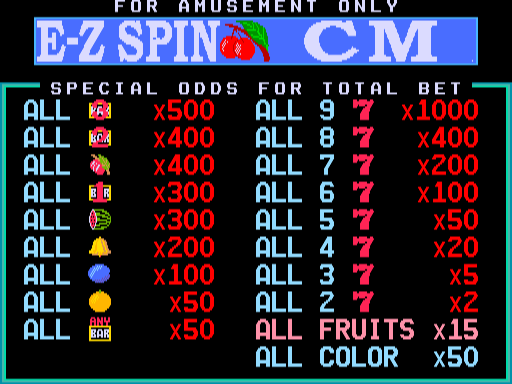 FOR AMUSEMENT ONLY
E-Z SPIN CM
SPECIAL ODDS FOR TOTAL BET
ALL BAR x500 ALL 9 7 x1000
ALL BAR x400 ALL 8 7 x400
ALL x400 ALL 7 7 x200
ALL x300 ALL 6 7 x100
ALL x300 ALL 5 7 x50
ALL x200 ALL 4 7 x20
ALL x100 ALL 3 7 x5
ALL x50 ALL 2 7 x2
ALL ANY BAR x50 ALL FRUITS x15
ALL COLOR x50